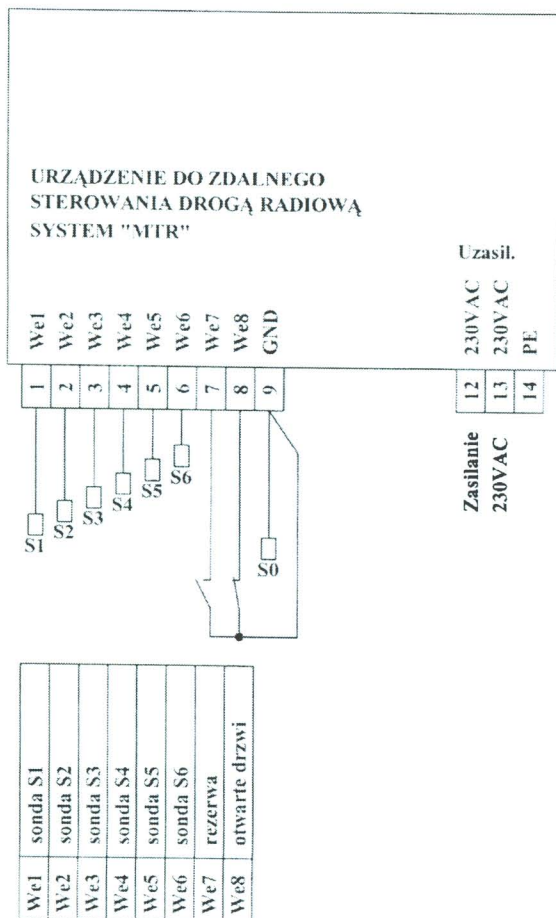 URZĄDZENIE DO ZDALNEGO
STEROWANIA DROGĄ RADIOWĄ
SYSTEM "MTR"
Uzasil.
We1
We2
We3
We4
We5
We6
We7
We8
GND
230VAC
230VAC
PE
1
2
3
4
5
6
7
8
9
12
13
14
Zasilanie
230VAC
S1
S2
S3
S4
S5
S6
S0
We1 sonda S1
We2 sonda S2
We3 sonda S3
We4 sonda S4
We5 sonda S5
We6 sonda S6
We7 rezerwa
We8 otwarte drzwi